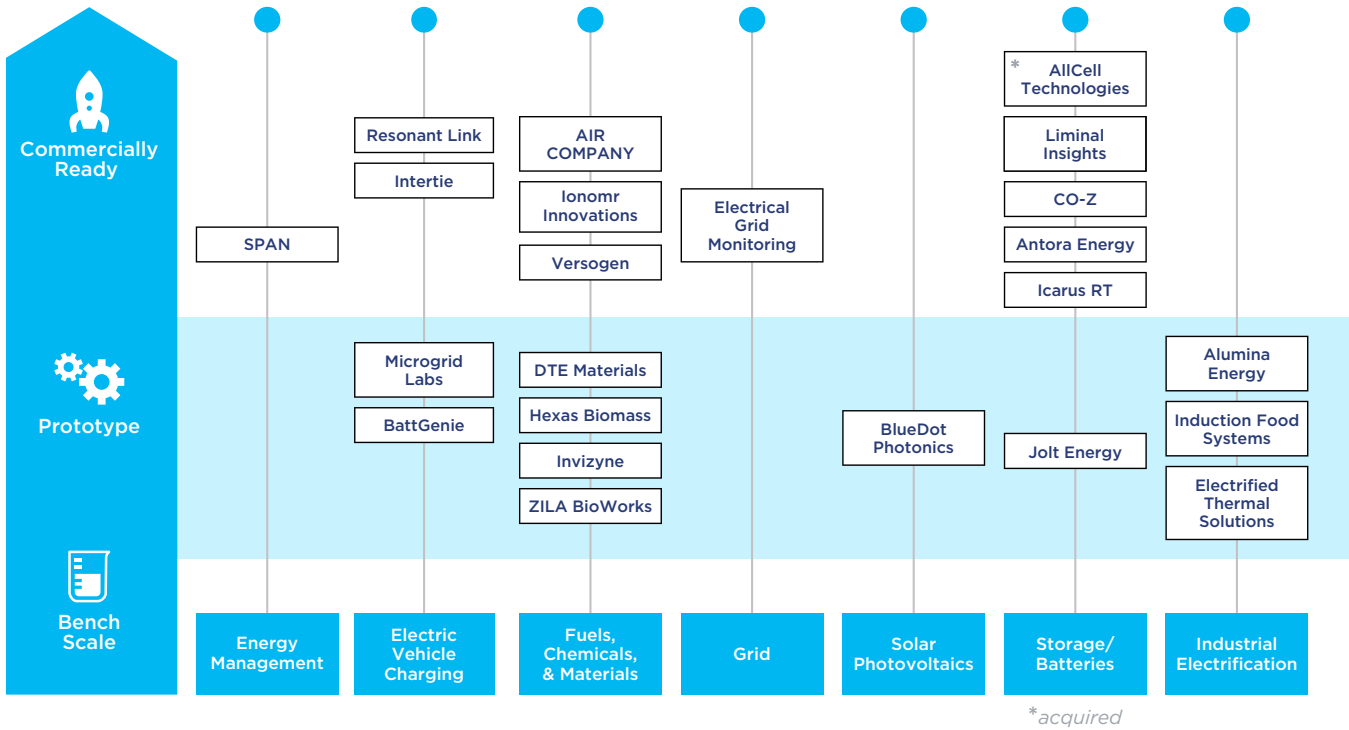 Commercially
Ready
Prototype
Bench
Scale
SPAN
Energy
Management
Resonant Link
Intertie
Microgrid
Labs
BattGenie
Electric
Vehicle
Charging
AIR
COMPANY
Ionomr
Innovations
Versogen
DTE Materials
Hexas Biomass
Invizyne
ZILA BioWorks
Fuels,
Chemicals,
& Materials
Electrical
Grid
Monitoring
Grid
BlueDot
Photonics
Solar
Photovoltaics
* AllCell
Technologies
Liminal
Insights
CO-Z
Antora Energy
Icarus RT
Jolt Energy
Storage/
Batteries
Alumina
Energy
Induction Food
Systems
Electrified
Thermal
Solutions
Industrial
Electrification
*acquired